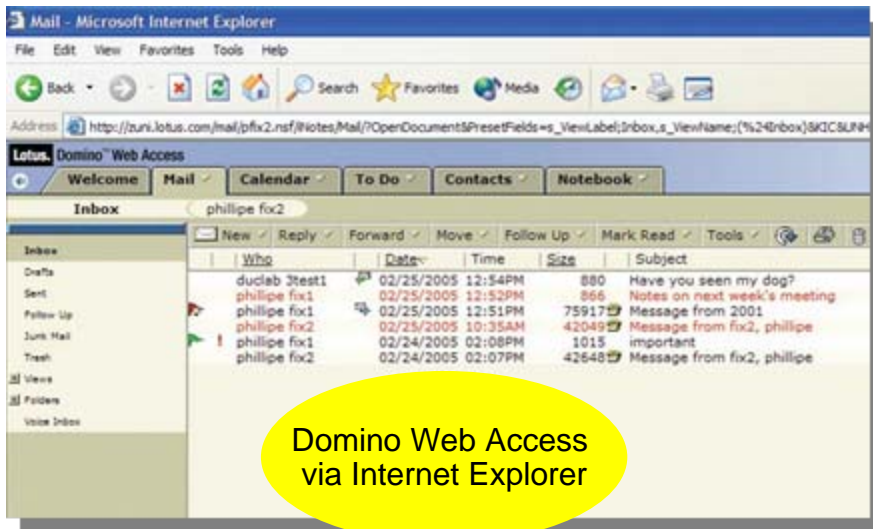 Mail - Microsoft Internet Explorer
File Edit View Favorites Tools Help
Back Search Favorites Media
Address http://zuni.lotus.com/mail/pfix2.nsf/iNotes/Mail/?OpenDocument&PresetFields=s_ViewLabel;Inbox,s_ViewName;(%24Inbox)&KIC&UNH
Lotus. Domino™ Web Access
Welcome Mail Calendar To Do Contacts Notebook
Inbox phillipe fix2
New Reply Forward Move Follow Up Mark Read Tools
Who Date Time Size Subject
duclab 3test1 02/25/2005 12:54PM 880 Have you seen my dog?
phillipe fix1 02/25/2005 12:52PM 866 Notes on next week's meeting
phillipe fix1 02/25/2005 12:51PM 75917 Message from 2001
phillipe fix2 02/25/2005 10:35AM 42049 Message from fix2, phillipe
! phillipe fix1 02/24/2005 02:08PM 1015 important
phillipe fix2 02/24/2005 02:07PM 42648 Message from fix2, phillipe
Inbox
Drafts
Sent
Follow Up
Junk Mail
Trash
Views
Folders
Voice Inbox
Domino Web Access
via Internet Explorer